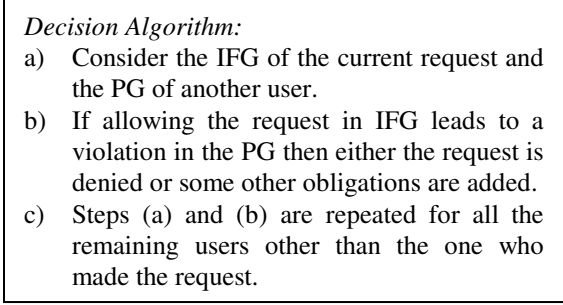 Decision Algorithm:
a) Consider the IFG of the current request and
the PG of another user.
b) If allowing the request in IFG leads to a
violation in the PG then either the request is
denied or some other obligations are added.
c) Steps (a) and (b) are repeated for all the
remaining users other than the one who
made the request.